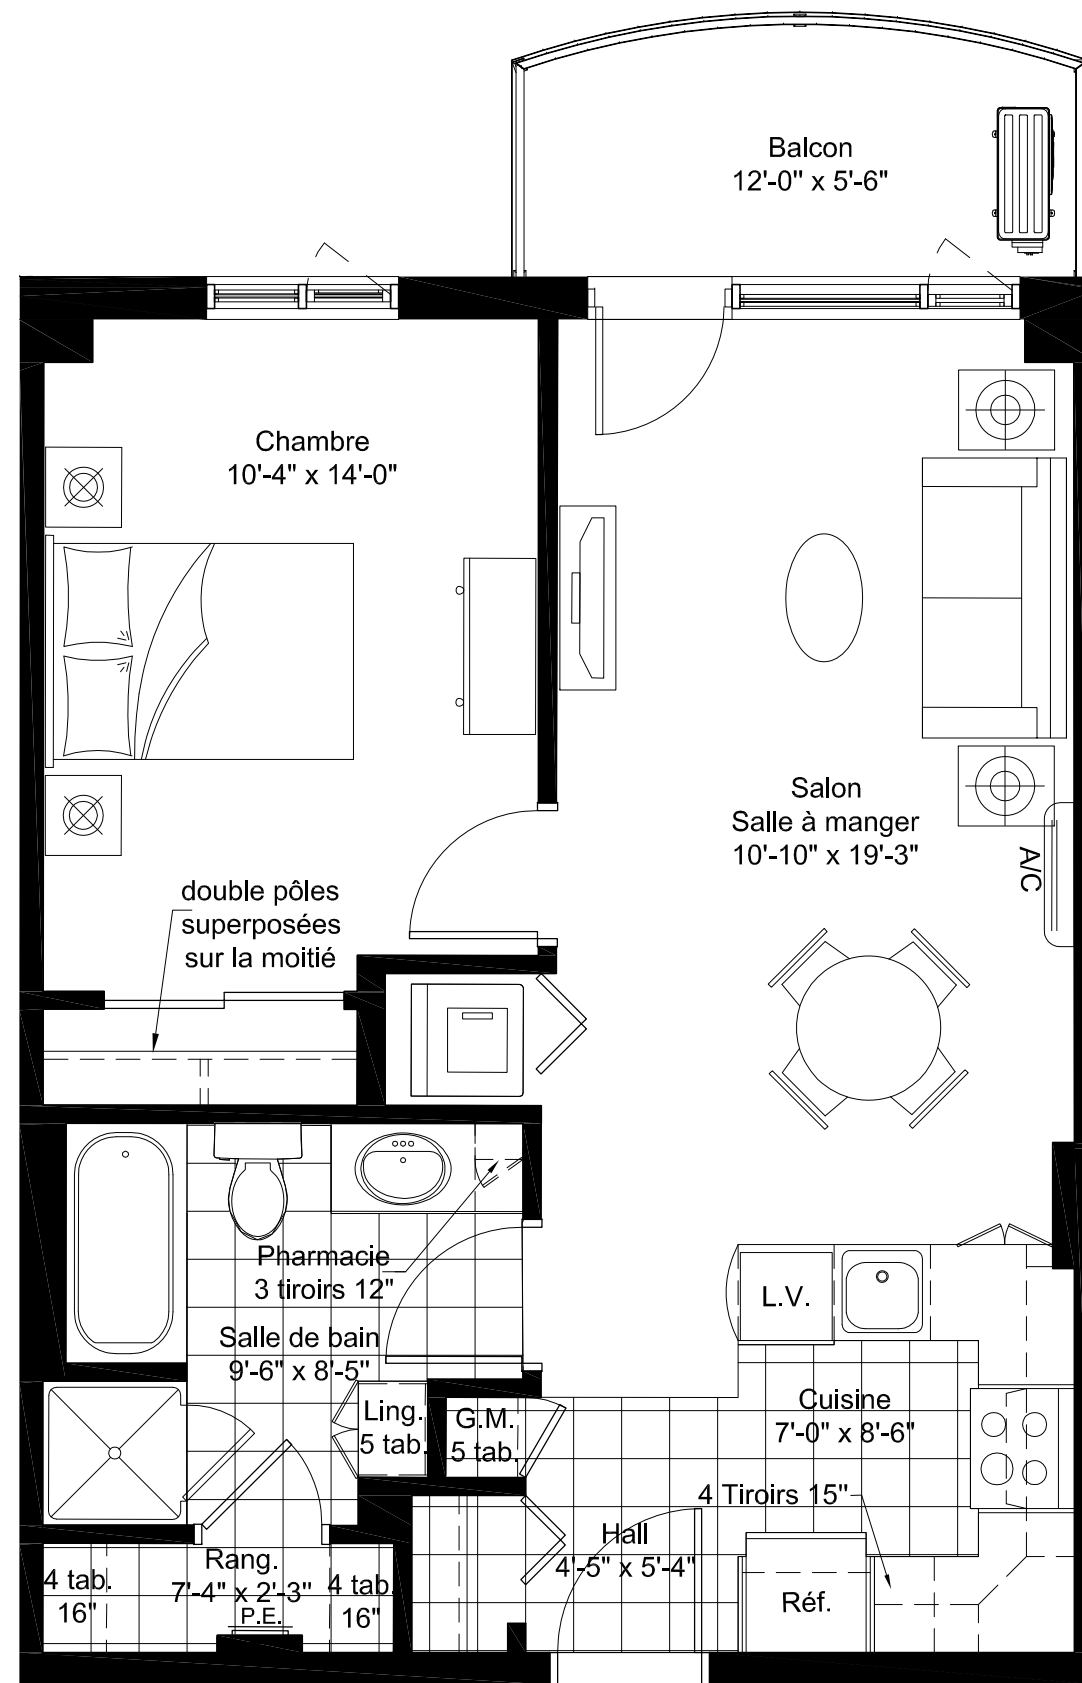 Balcon
12'-0" x 5'-6"
Chambre
10'-4" x 14'-0"
Salon
Salle à manger
10'-10" x 19'-3"
A/C
double pôles
superposées
sur la moitié
Pharmacie
3 tiroirs 12"
Salle de bain
9'-6" x 8'-5"
L.V.
Cuisine
7'-0" x 8'-6"
Ling.
5 tab.
G.M.
5 tab.
4 Tiroirs 15"
Hall
4'-5" x 5'-4"
Réf.
Rang.
7'-4" x 2'-3"
P.E.
4 tab.
16"
4 tab.
16"